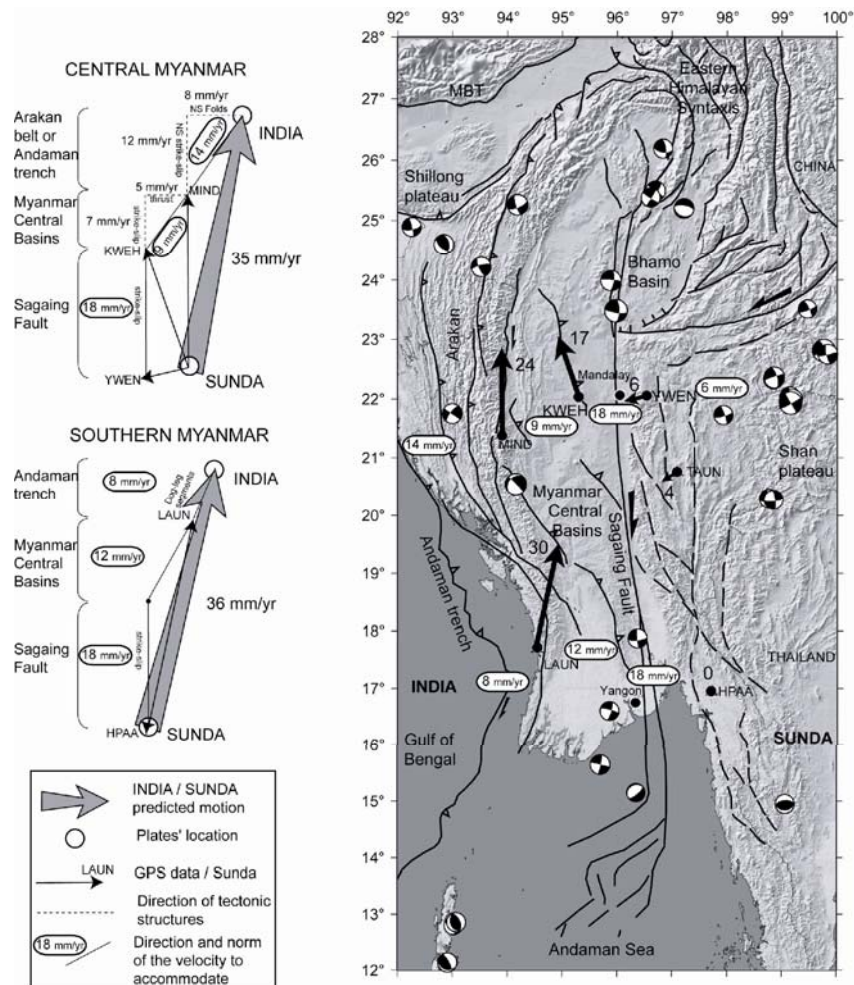 CENTRAL MYANMAR
8 mm/yr
NS Folds
INDIA
Arakan
belt or
Andaman
trench
12 mm/yr
NS strike-slip
14 mm/yr
5 mm/yr
thrust
MIND
Myanmar
Central
Basins
7 mm/yr
strike-slip
9 mm/yr
KWEH
35 mm/yr
Sagaing
Fault
18 mm/yr
strike-slip
YWEN
SUNDA
SOUTHERN MYANMAR
INDIA
Andaman
trench
8 mm/yr
Dog-leg
segments
LAUN
Myanmar
Central
Basins
12 mm/yr
36 mm/yr
Sagaing
Fault
18 mm/yr
strike-slip
HPAA
SUNDA
INDIA / SUNDA
predicted motion
Plates' location
LAUN
GPS data / Sunda
Direction of tectonic
structures
18 mm/yr
Direction and norm
of the velocity to
accommodate
92° 93° 94° 95° 96° 97° 98° 99° 100°
28°
27°
26°
25°
24°
23°
22°
21°
20°
19°
18°
17°
16°
15°
14°
13°
12°
MBT
Eastern
Himalayan
Syntaxis
CHINA
Shillong
plateau
Bhamo
Basin
Arakan
17
24
Mandalay
6
YWEN
6 mm/yr
KWEH
18 mm/yr
9 mm/yr
MIND
14 mm/yr
TAUN
4
Shan
plateau
Myanmar
Central
Basins
Sagaing Fault
30
Andaman trench
LAUN
12 mm/yr
THAILAND
8 mm/yr
18 mm/yr
0
HPAA
INDIA
Yangon
SUNDA
Gulf of
Bengal
Andaman Sea